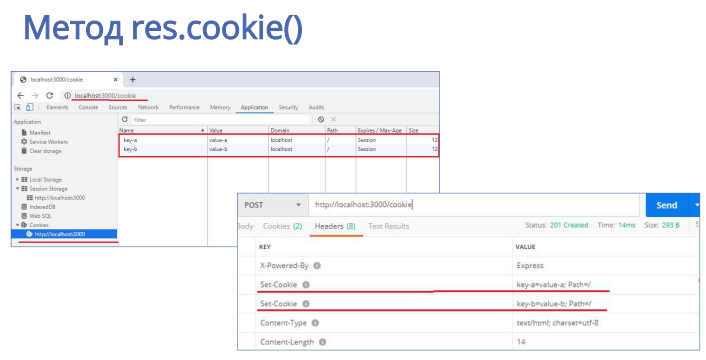 Метод res.cookie()
localhost:3000/cookie × +
localhost:3000/cookie
Elements Console Sources Network Performance Memory Application Security Audits
Application
Manifest
Service Workers
Clear storage
Storage
Local Storage
Session Storage
http://localhost:3000
IndexedDB
Web SQL
Cookies
http://localhost:3000
Filter
Name Value Domain Path Expires / Max-Age Size
key-a value-a localhost / Session 12
key-b value-b localhost / Session 12
POST http://localhost:3000/cookie Send
Body Cookies (2) Headers (8) Test Results Status: 201 Created Time: 14ms Size: 293 B
KEY VALUE
X-Powered-By Express
Set-Cookie key-a=value-a; Path=/
Set-Cookie key-b=value-b; Path=/
Content-Type text/html; charset=utf-8
Content-Length 14